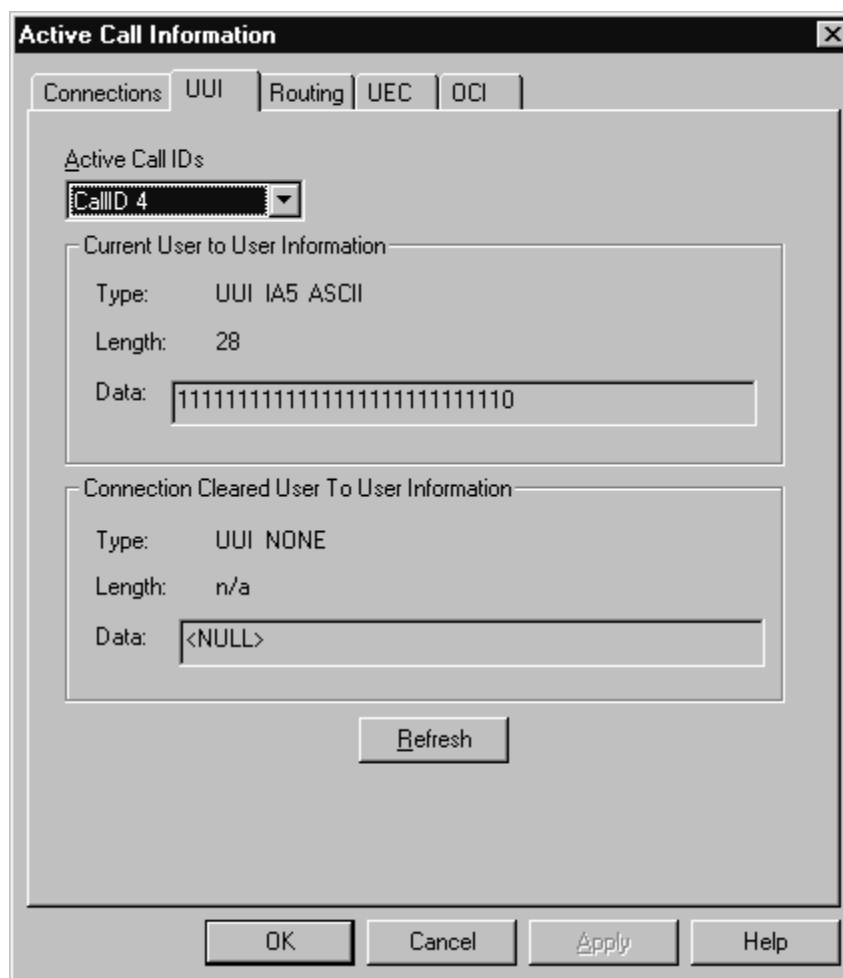 Active Call Information
Connections UUI Routing UEC OCI
Active Call IDs
CallID 4
Current User to User Information
Type: UUI IA5 ASCII
Length: 28
Data: 1111111111111111111111111110
Connection Cleared User To User Information
Type: UUI NONE
Length: n/a
Data: <NULL>
Refresh
OK Cancel Apply Help